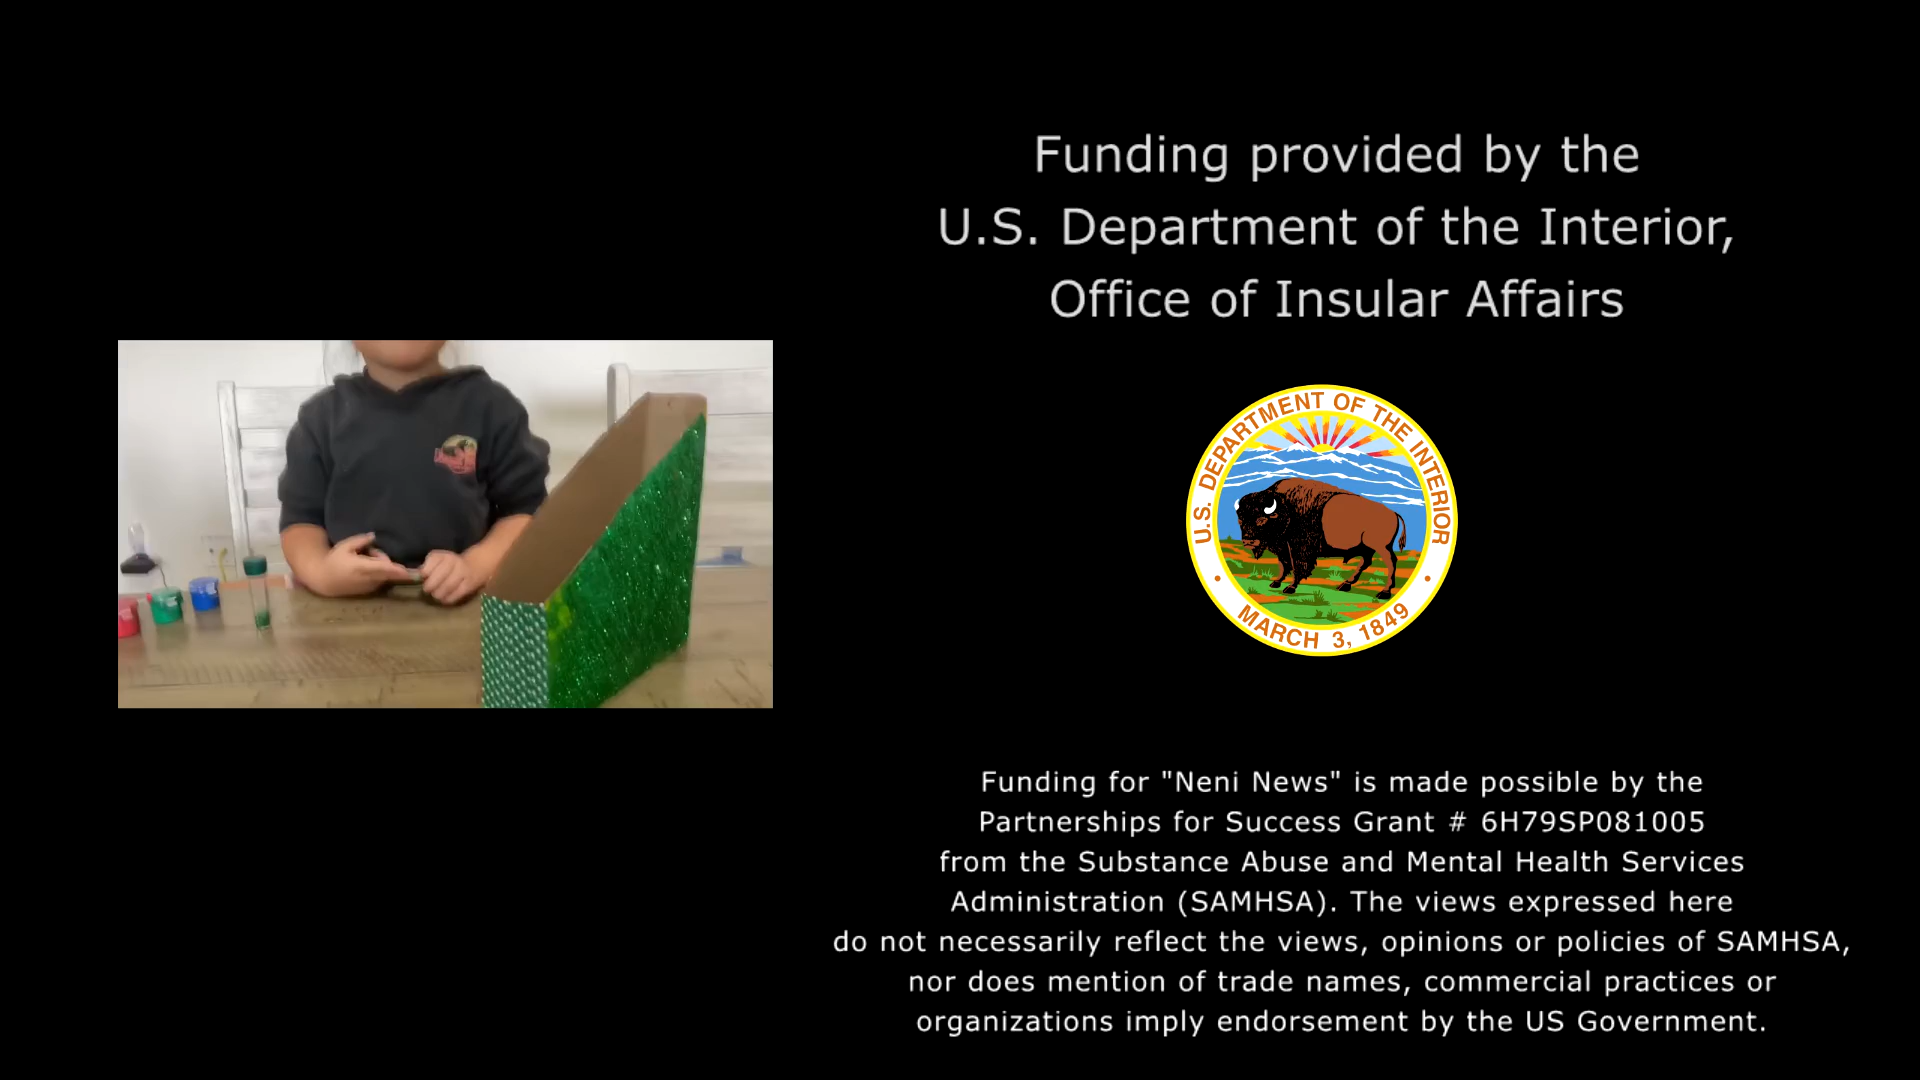 Funding provided by the
U.S. Department of the Interior,
Office of Insular Affairs
U.S. DEPARTMENT OF THE INTERIOR
MARCH 3, 1849
Funding for "Neni News" is made possible by the
Partnerships for Success Grant # 6H79SP081005
from the Substance Abuse and Mental Health Services
Administration (SAMHSA). The views expressed here
do not necessarily reflect the views, opinions or policies of SAMHSA,
nor does mention of trade names, commercial practices or
organizations imply endorsement by the US Government.